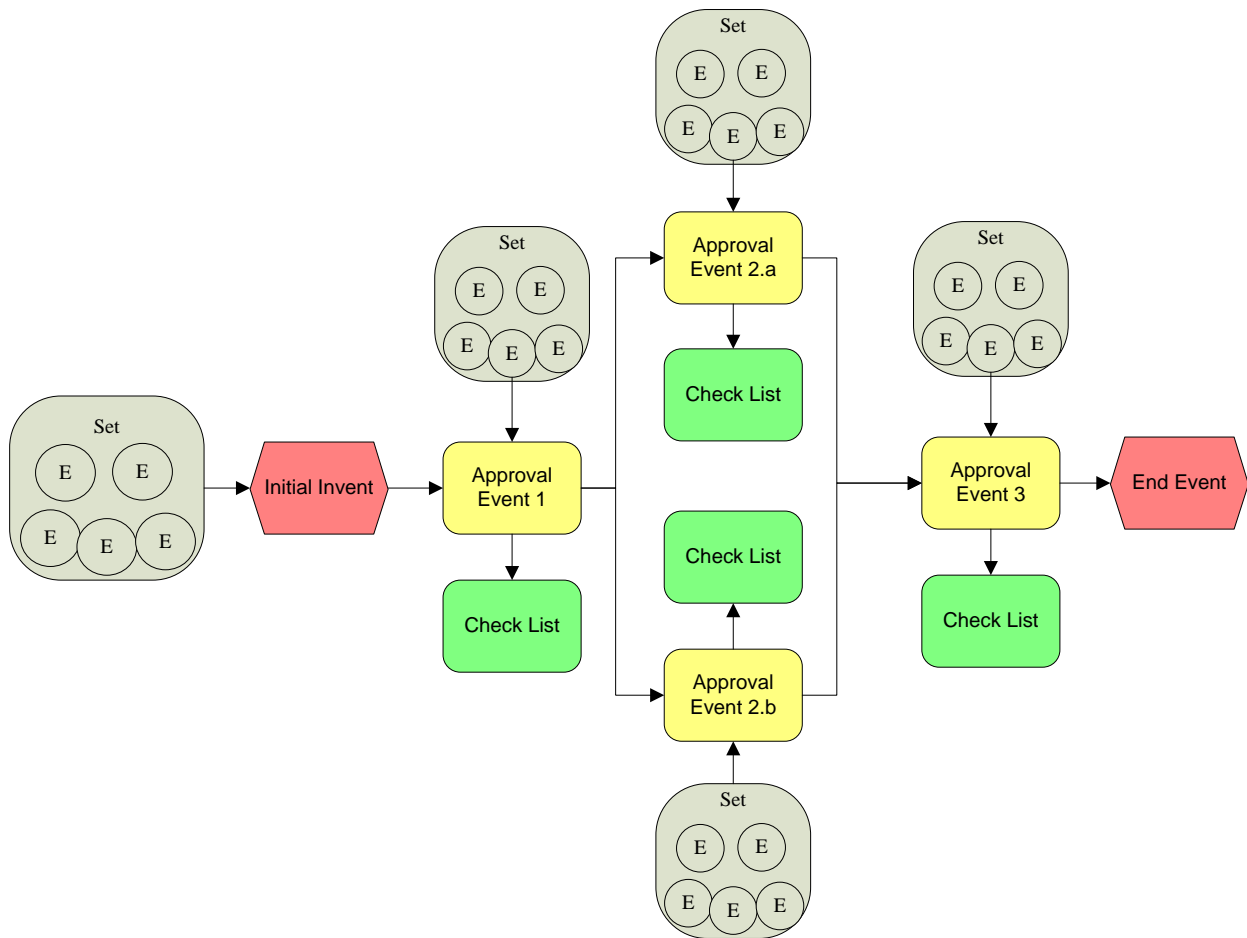 Set
E E
E E E
Approval
Event 2.a
Check List
Set
E E
E E E
Set
E E
E E E
Set
E E
E E E
Initial Invent
Approval
Event 1
Check List
Check List
Approval
Event 2.b
Set
E E
E E E
Approval
Event 3
End Event
Check List